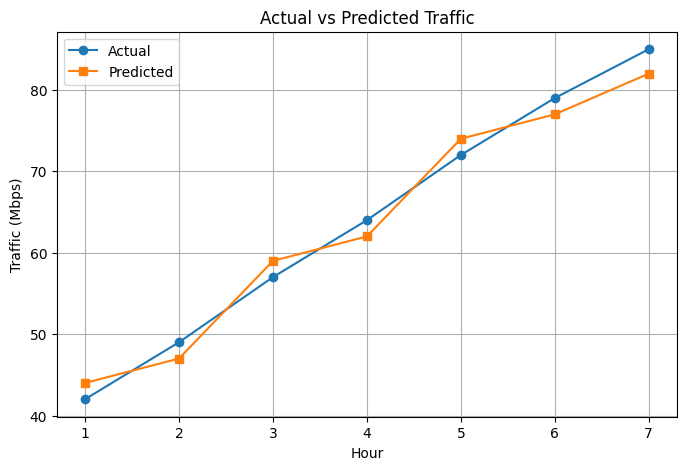 Actual vs Predicted Traffic
Actual
Predicted
Traffic (Mbps)
80
70
60
50
40
1 2 3 4 5 6 7
Hour